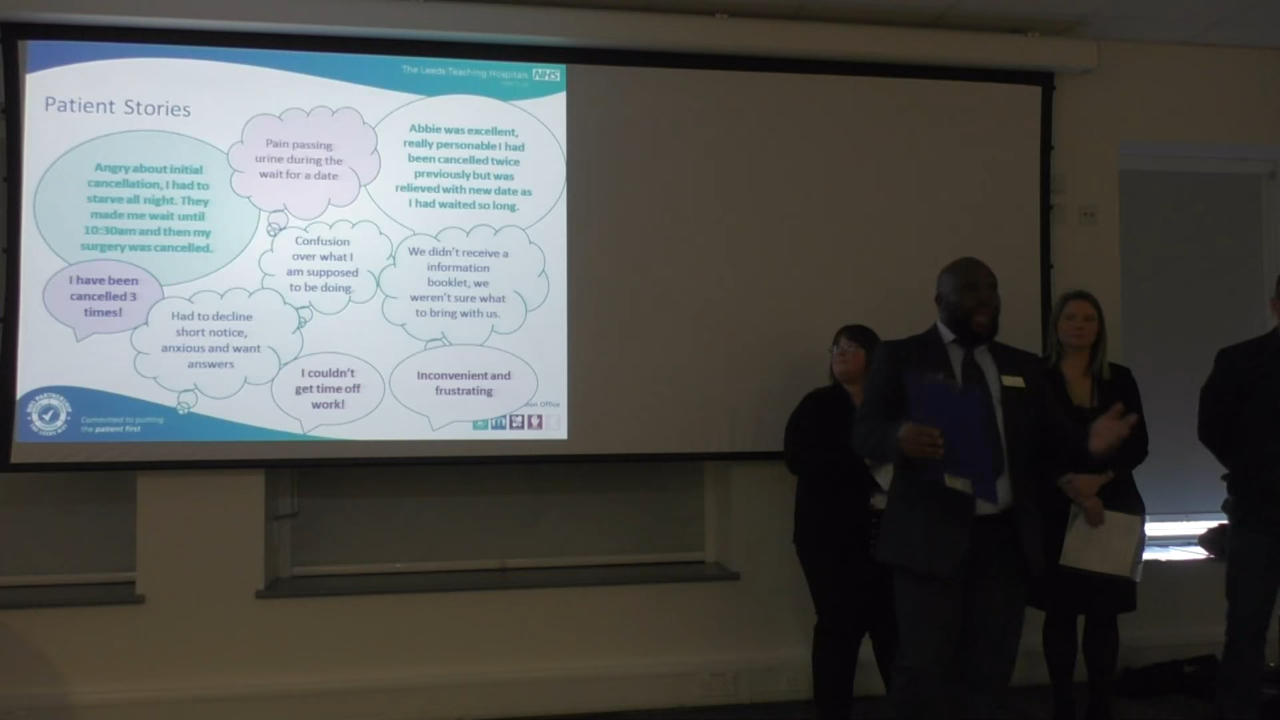 The Leeds Teaching Hospitals NHS
Patient Stories
Angry about initial
cancellation, I had to
starve all night. They
made me wait until
10:30am and then my
surgery was cancelled.
Pain passing
urine during the
wait for a date
Abbie was excellent,
really personable I had
been cancelled twice
previously but was
relieved with new date as
I had waited so long.
Confusion
over what I
am supposed
to be doing.
We didn't receive a
information
booklet, we
weren't sure what
to bring with us.
I have been
cancelled 3
times!
Had to decline
short notice,
anxious and want
answers
I couldn't
get time off
work!
Inconvenient and
frustrating
Committed to putting
the patient first
Office